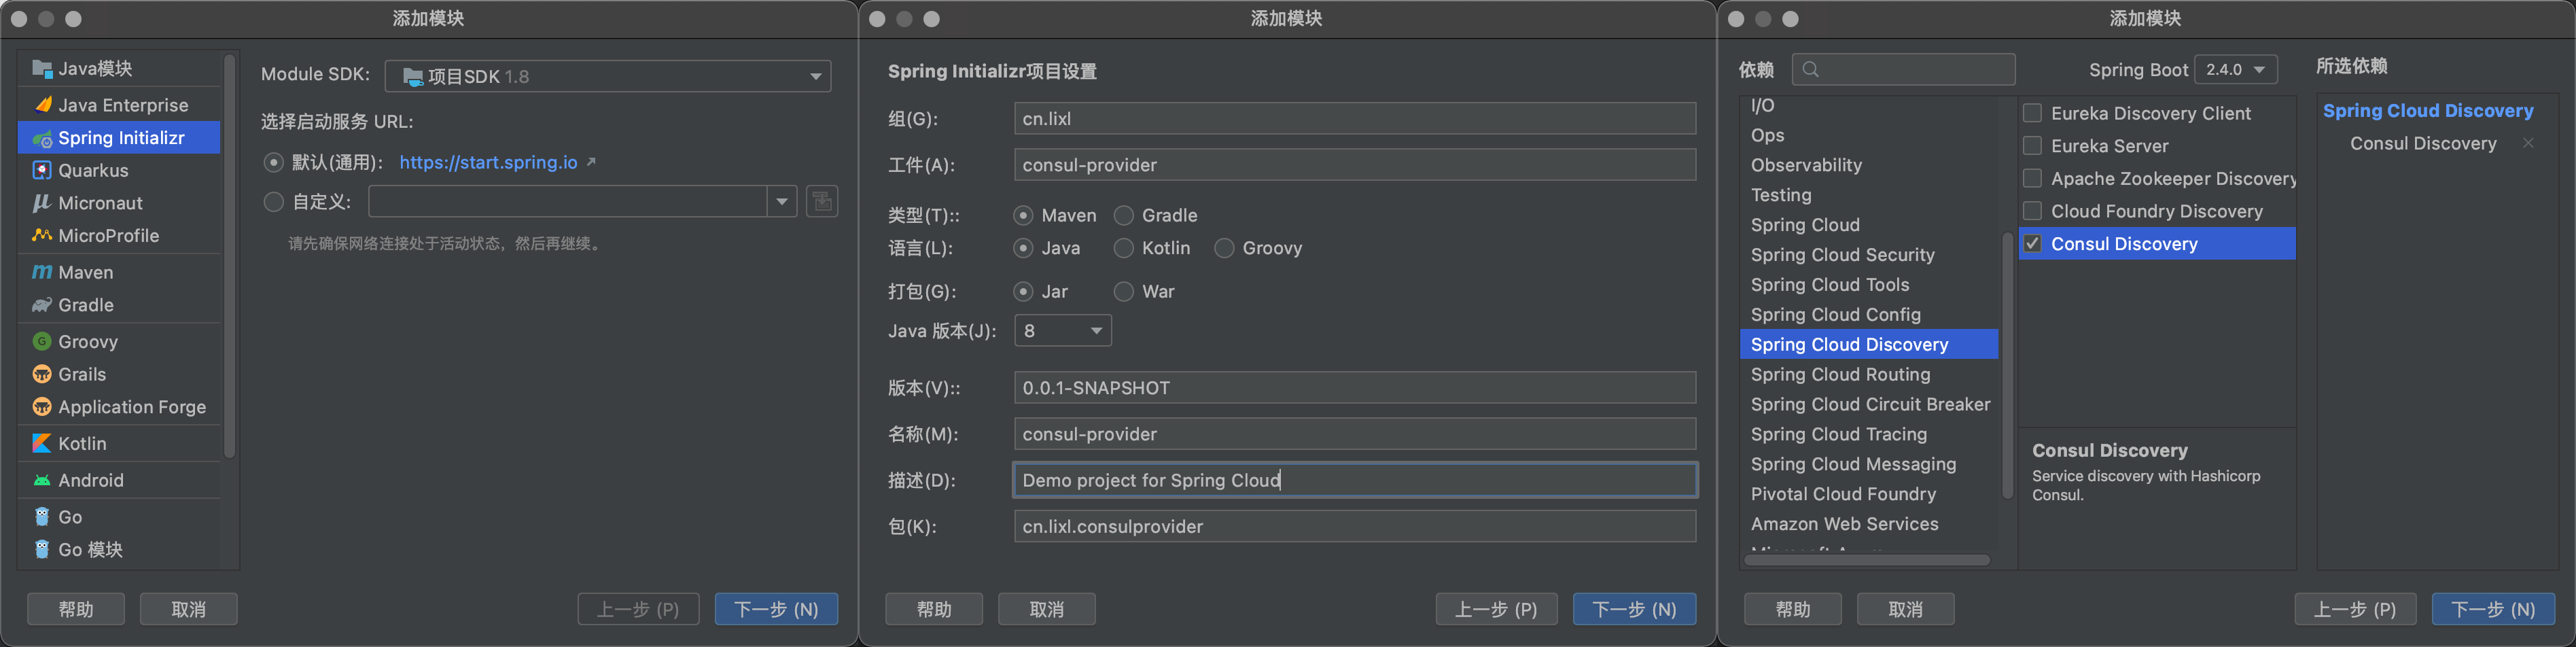 添加模块
Java模块
Java Enterprise
Spring Initializr
Quarkus
Micronaut
MicroProfile
Maven
Gradle
Groovy
Grails
Application Forge
Kotlin
Android
Go
Go 模块
Module SDK: 项目SDK 1.8
选择启动服务 URL:
默认(通用): https://start.spring.io
自定义:
请先确保网络连接处于活动状态，然后再继续。
帮助 取消 上一步 (P) 下一步 (N)
添加模块
Spring Initializr项目设置
组(G): cn.lixl
工件(A): consul-provider
类型(T):: Maven Gradle
语言(L): Java Kotlin Groovy
打包(G): Jar War
Java 版本(J): 8
版本(V):: 0.0.1-SNAPSHOT
名称(M): consul-provider
描述(D): Demo project for Spring Cloud
包(K): cn.lixl.consulprovider
帮助 取消 上一步 (P) 下一步 (N)
添加模块
依赖 Spring Boot 2.4.0
I/O
Ops
Observability
Testing
Spring Cloud
Spring Cloud Security
Spring Cloud Tools
Spring Cloud Config
Spring Cloud Discovery
Spring Cloud Routing
Spring Cloud Circuit Breaker
Spring Cloud Tracing
Spring Cloud Messaging
Pivotal Cloud Foundry
Amazon Web Services
Eureka Discovery Client
Eureka Server
Apache Zookeeper Discovery
Cloud Foundry Discovery
Consul Discovery
Consul Discovery
Service discovery with Hashicorp
Consul.
所选依赖
Spring Cloud Discovery
Consul Discovery
帮助 取消 上一步 (P) 下一步 (N)